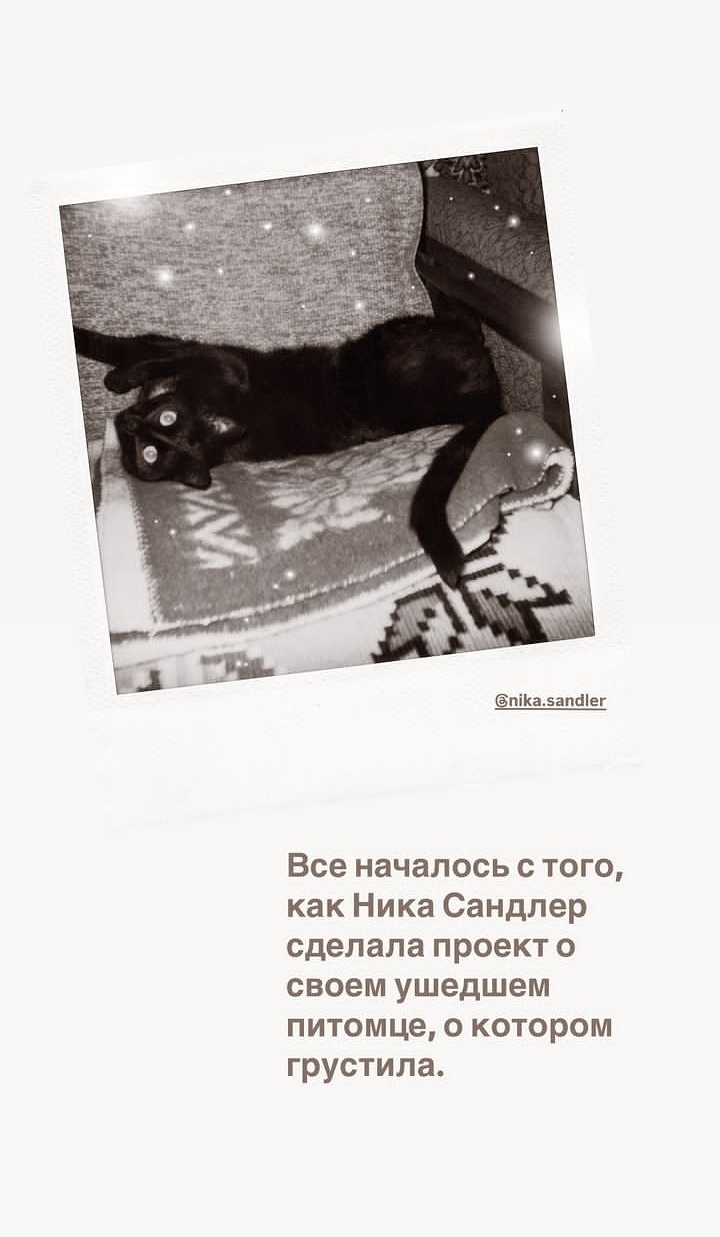 @nika.sandler
Все началось с того,
как Ника Сандлер
сделала проект о
своем ушедшем
питомце, о котором
грустила.